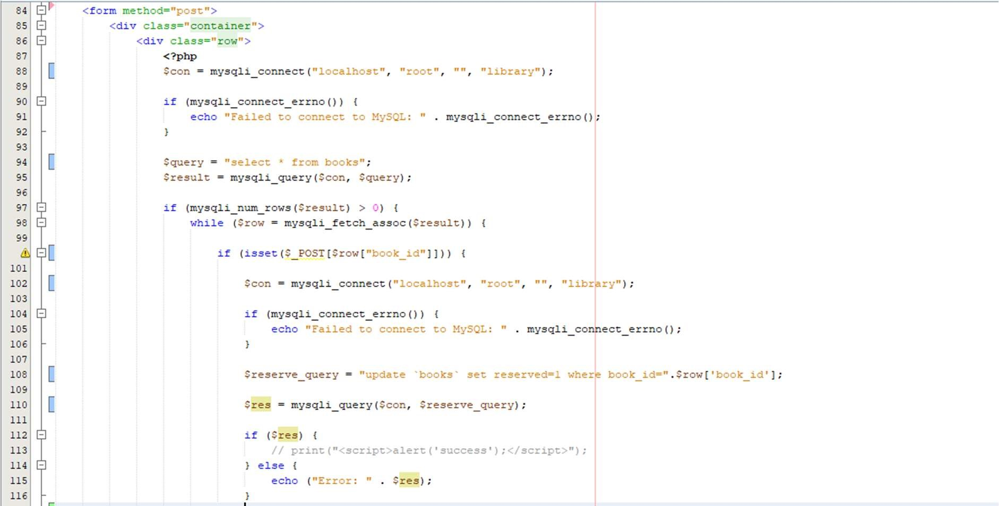 84 <form method="post">
85 <div class="container">
86 <div class="row">
87 <?php
88 $con = mysqli_connect("localhost", "root", "", "library");
89
90 if (mysqli_connect_errno()) {
91 echo "Failed to connect to MySQL: " . mysqli_connect_errno();
92 }
93
94 $query = "select * from books";
95 $result = mysqli_query($con, $query);
96
97 if (mysqli_num_rows($result) > 0) {
98 while ($row = mysqli_fetch_assoc($result)) {
99
if (isset($_POST[$row["book_id"]])) {
101
102 $con = mysqli_connect("localhost", "root", "", "library");
103
104 if (mysqli_connect_errno()) {
105 echo "Failed to connect to MySQL: " . mysqli_connect_errno();
106 }
107
108 $reserve_query = "update `books` set reserved=1 where book_id=".$row['book_id'];
109
110 $res = mysqli_query($con, $reserve_query);
111
112 if ($res) {
113 // print("<script>alert('success');</script>");
114 } else {
115 echo ("Error: " . $res);
116 }